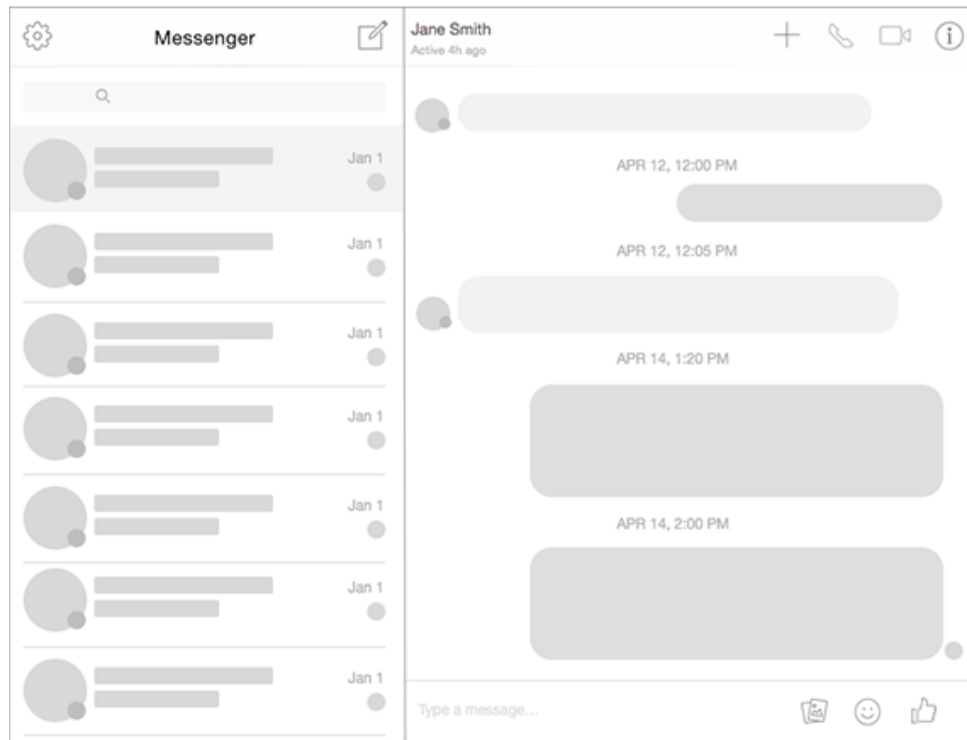 Messenger
Jan 1
Jan 1
Jan 1
Jan 1
Jan 1
Jan 1
Jan 1
Jane Smith
Active 4h ago
APR 12, 12:00 PM
APR 12, 12:05 PM
APR 14, 1:20 PM
APR 14, 2:00 PM
Type a message...